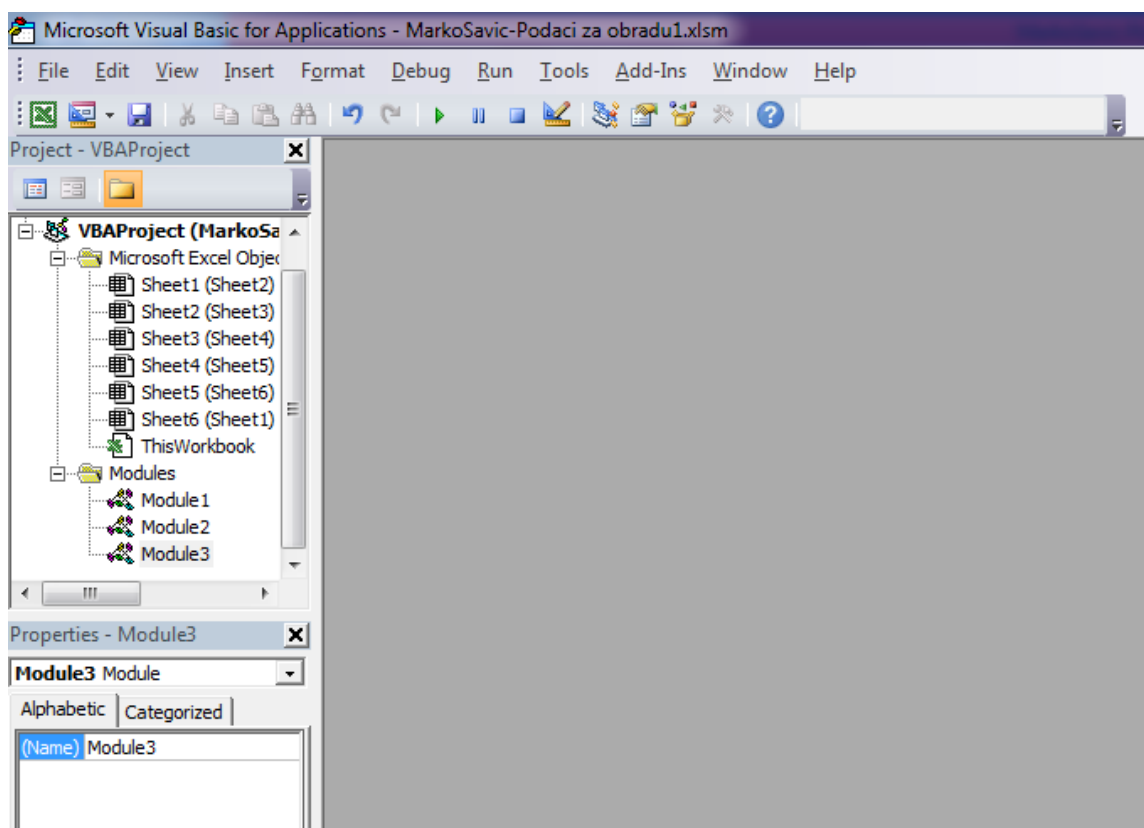 Microsoft Visual Basic for Applications - MarkoSavic-Podaci za obradu1.xlsm
File Edit View Insert Format Debug Run Tools Add-Ins Window Help
Project - VBAProject
VBAProject (MarkoSa
Microsoft Excel Objec
Sheet1 (Sheet2)
Sheet2 (Sheet3)
Sheet3 (Sheet4)
Sheet4 (Sheet5)
Sheet5 (Sheet6)
Sheet6 (Sheet1)
ThisWorkbook
Modules
Module1
Module2
Module3
Properties - Module3
Module3 Module
Alphabetic Categorized
(Name) Module3